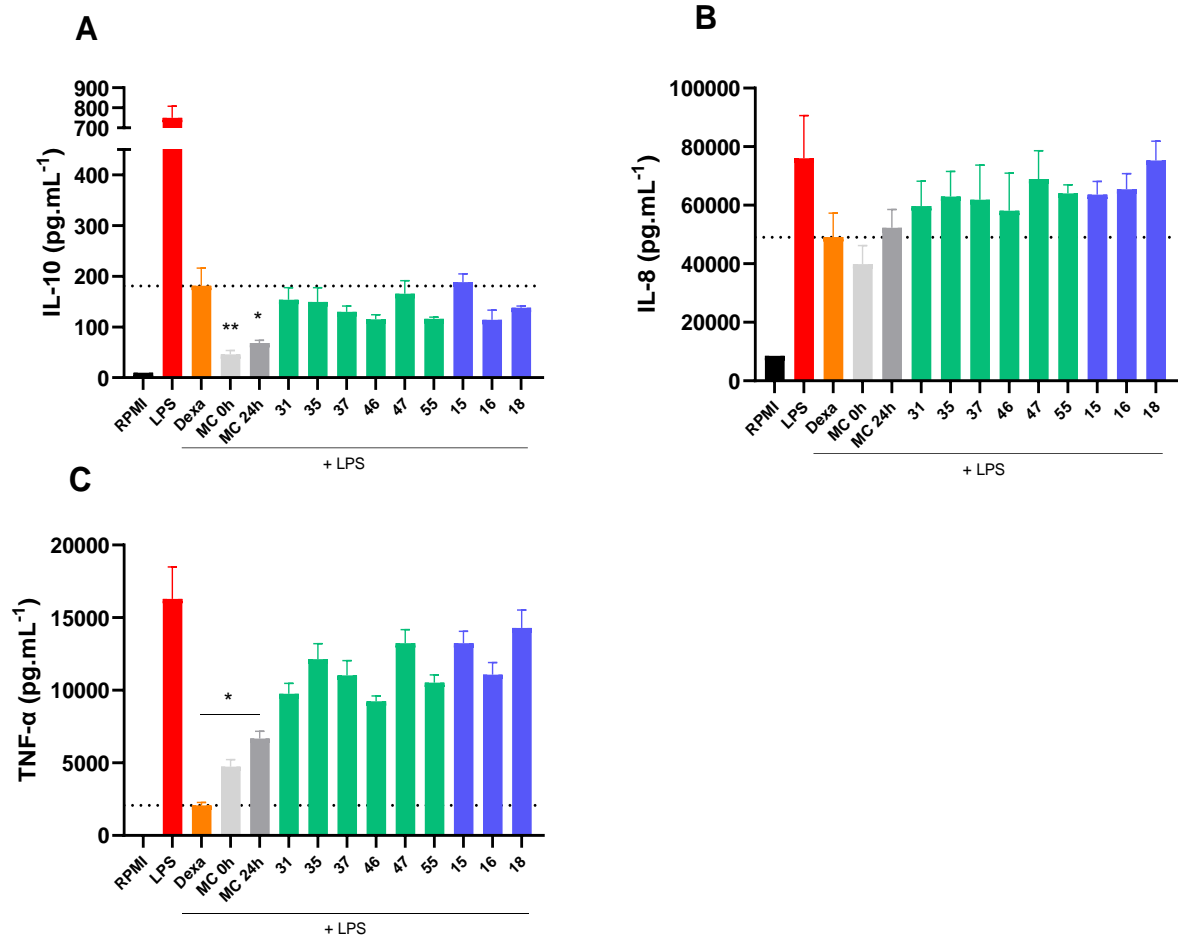 A
IL-10 (pg.mL⁻¹)
900
800
700
400
300
200
100
0
**
*
RPMI
LPS
Dexa
MC 0h
MC 24h
31
35
37
46
47
55
15
16
18
+ LPS
B
IL-8 (pg.mL⁻¹)
100000
80000
60000
40000
20000
0
RPMI
LPS
Dexa
MC 0h
MC 24h
31
35
37
46
47
55
15
16
18
+ LPS
C
TNF-α (pg.mL⁻¹)
20000
15000
10000
5000
0
*
RPMI
LPS
Dexa
MC 0h
MC 24h
31
35
37
46
47
55
15
16
18
+ LPS